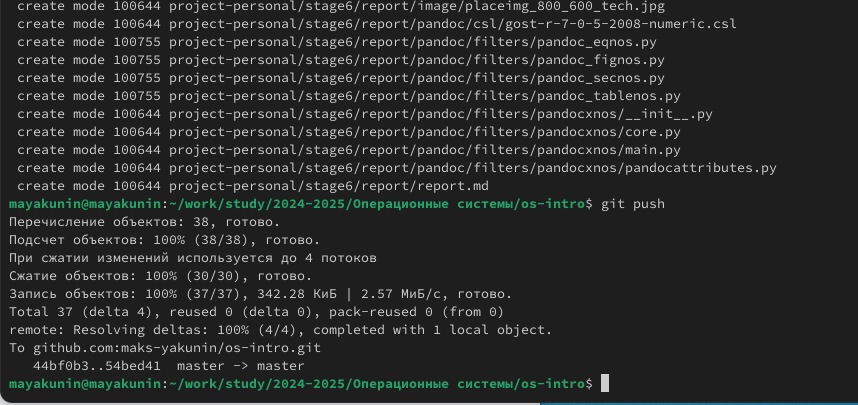 create mode 100644 project-personal/stage6/report/image/placeimg_800_600_tech.jpg
create mode 100644 project-personal/stage6/report/pandoc/csl/gost-r-7-0-5-2008-numeric.csl
create mode 100755 project-personal/stage6/report/pandoc/filters/pandoc_eqnos.py
create mode 100755 project-personal/stage6/report/pandoc/filters/pandoc_fignos.py
create mode 100755 project-personal/stage6/report/pandoc/filters/pandoc_secnos.py
create mode 100755 project-personal/stage6/report/pandoc/filters/pandoc_tablenos.py
create mode 100644 project-personal/stage6/report/pandoc/filters/pandocxnos/__init__.py
create mode 100644 project-personal/stage6/report/pandoc/filters/pandocxnos/core.py
create mode 100644 project-personal/stage6/report/pandoc/filters/pandocxnos/main.py
create mode 100644 project-personal/stage6/report/pandoc/filters/pandocxnos/pandocattributes.py
create mode 100644 project-personal/stage6/report/report.md
mayakunin@mayakunin:~/work/study/2024-2025/Операционные системы/os-intro$ git push
Перечисление объектов: 38, готово.
Подсчет объектов: 100% (38/38), готово.
При сжатии изменений используется до 4 потоков
Сжатие объектов: 100% (30/30), готово.
Запись объектов: 100% (37/37), 342.28 КиБ | 2.57 МиБ/с, готово.
Total 37 (delta 4), reused 0 (delta 0), pack-reused 0 (from 0)
remote: Resolving deltas: 100% (4/4), completed with 1 local object.
To github.com:maks-yakunin/os-intro.git
44bf0b3..54bed41  master -> master
mayakunin@mayakunin:~/work/study/2024-2025/Операционные системы/os-intro$